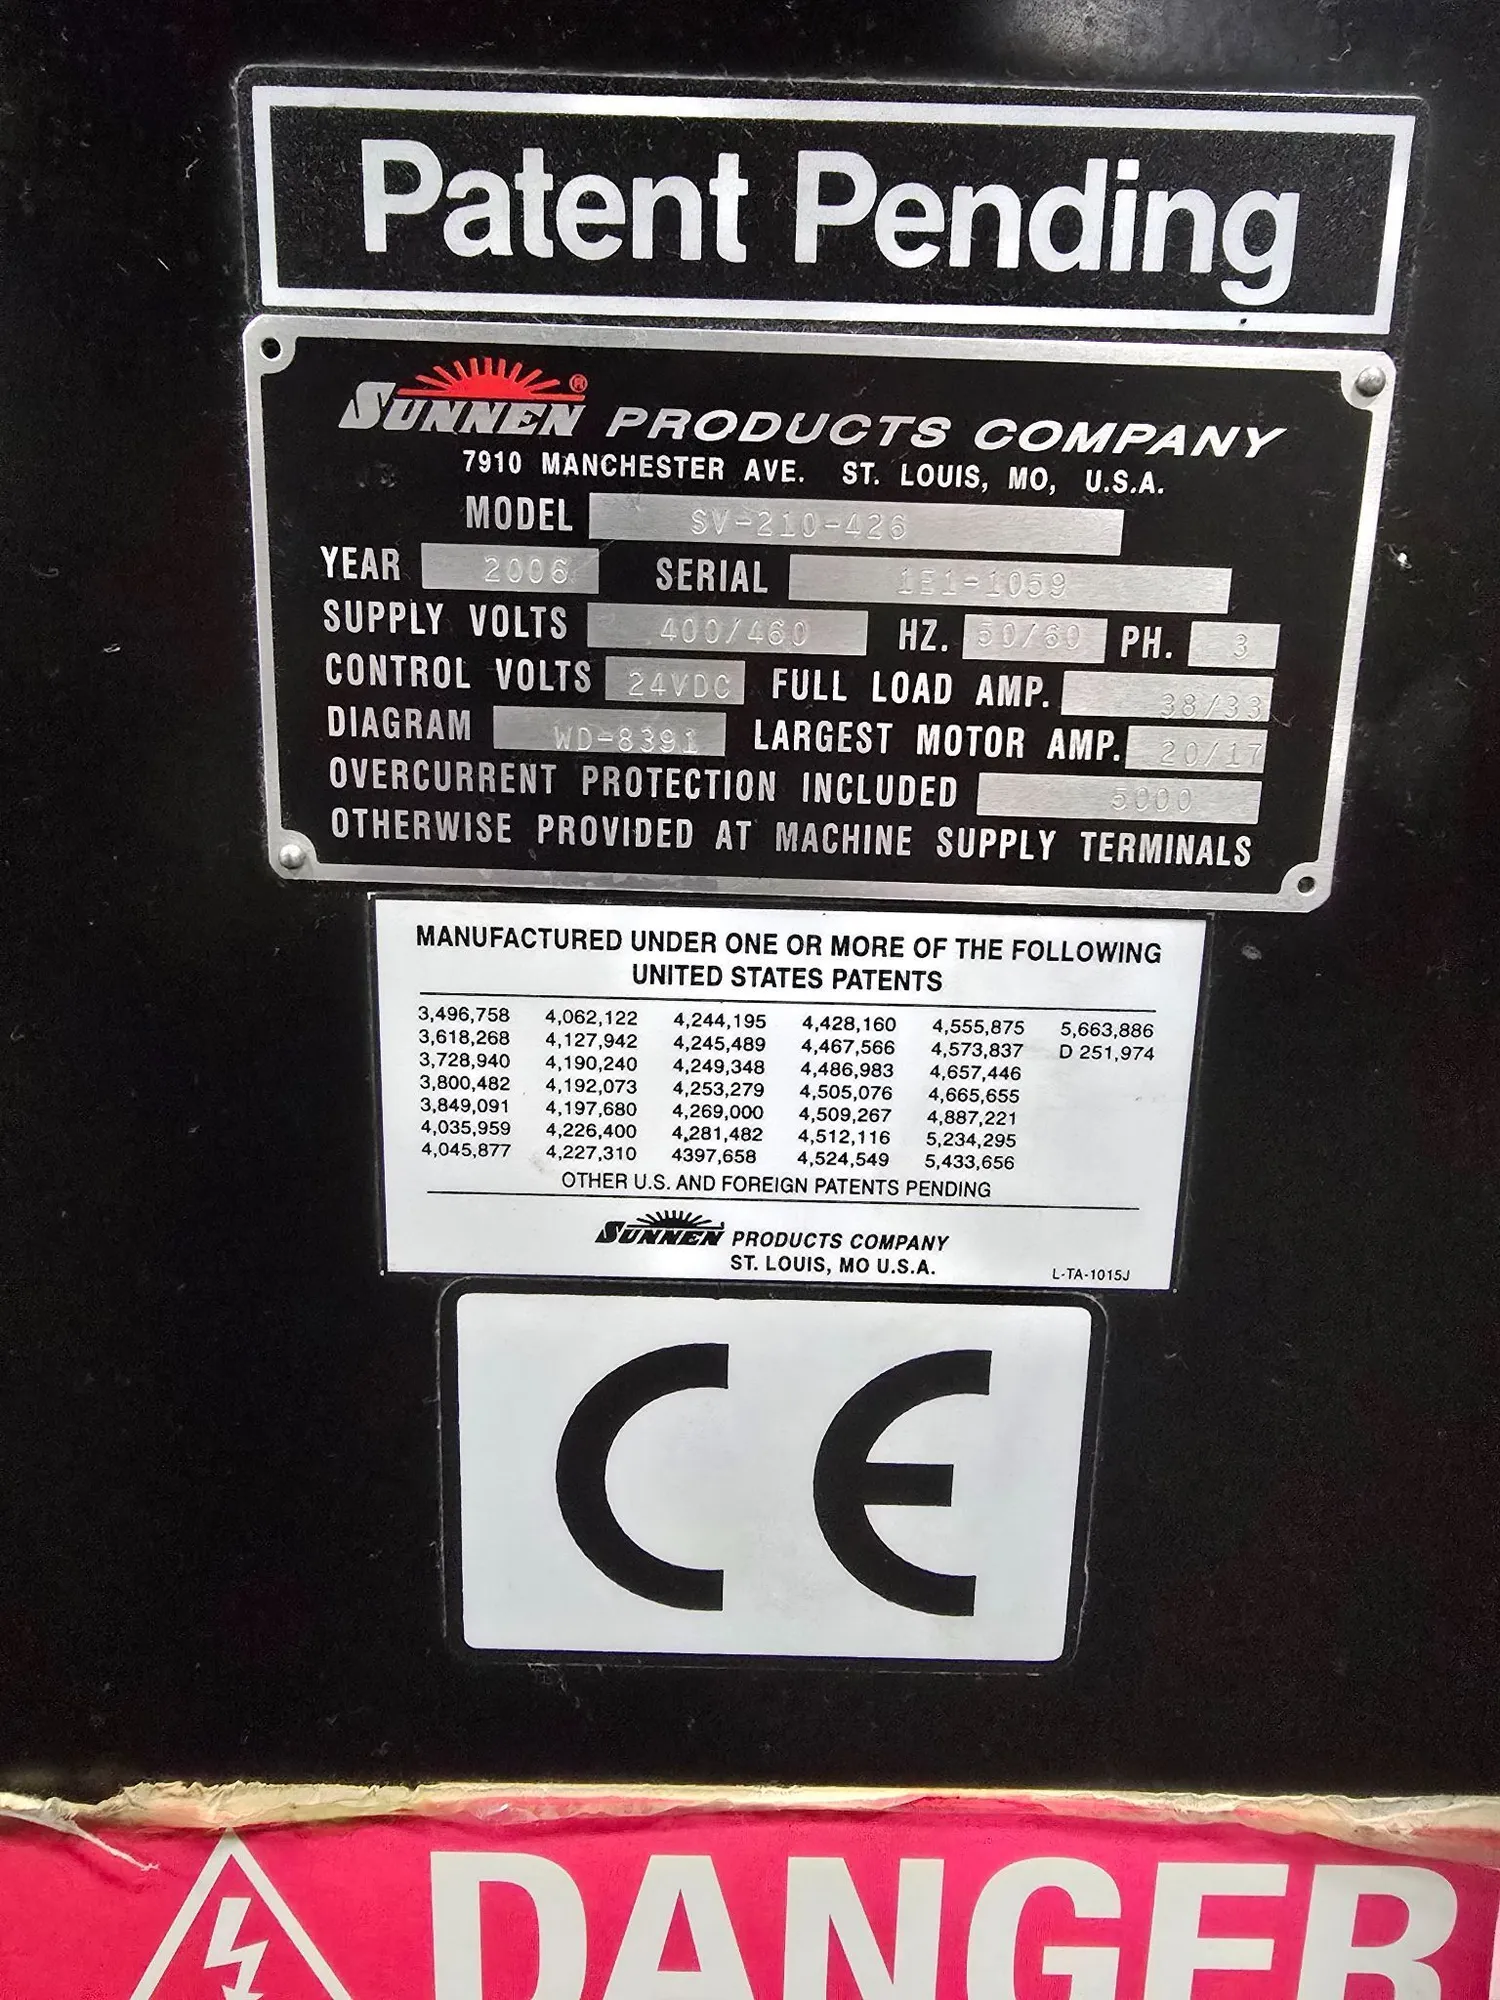 Patent Pending
SUNNEN ® PRODUCTS COMPANY
7910 MANCHESTER AVE. ST. LOUIS, MO, U.S.A.
MODEL SV-210-426
YEAR 2006 SERIAL 1E1-1059
SUPPLY VOLTS 400/460 HZ. 50/60 PH. 3
CONTROL VOLTS 24VDC FULL LOAD AMP. 38/33
DIAGRAM WD-8391 LARGEST MOTOR AMP. 20/17
OVERCURRENT PROTECTION INCLUDED 5000
OTHERWISE PROVIDED AT MACHINE SUPPLY TERMINALS
MANUFACTURED UNDER ONE OR MORE OF THE FOLLOWING
UNITED STATES PATENTS
3,496,758 4,062,122 4,244,195 4,428,160 4,555,875 5,663,886
3,618,268 4,127,942 4,245,489 4,467,566 4,573,837 D 251,974
3,728,940 4,190,240 4,249,348 4,486,983 4,657,446
3,800,482 4,192,073 4,253,279 4,505,076 4,665,655
3,849,091 4,197,680 4,269,000 4,509,267 4,887,221
4,035,959 4,226,400 4,281,482 4,512,116 5,234,295
4,045,877 4,227,310 4397,658 4,524,549 5,433,656
OTHER U.S. AND FOREIGN PATENTS PENDING
SUNNEN PRODUCTS COMPANY
ST. LOUIS, MO U.S.A.
L-TA-1015J
CE
DANGER